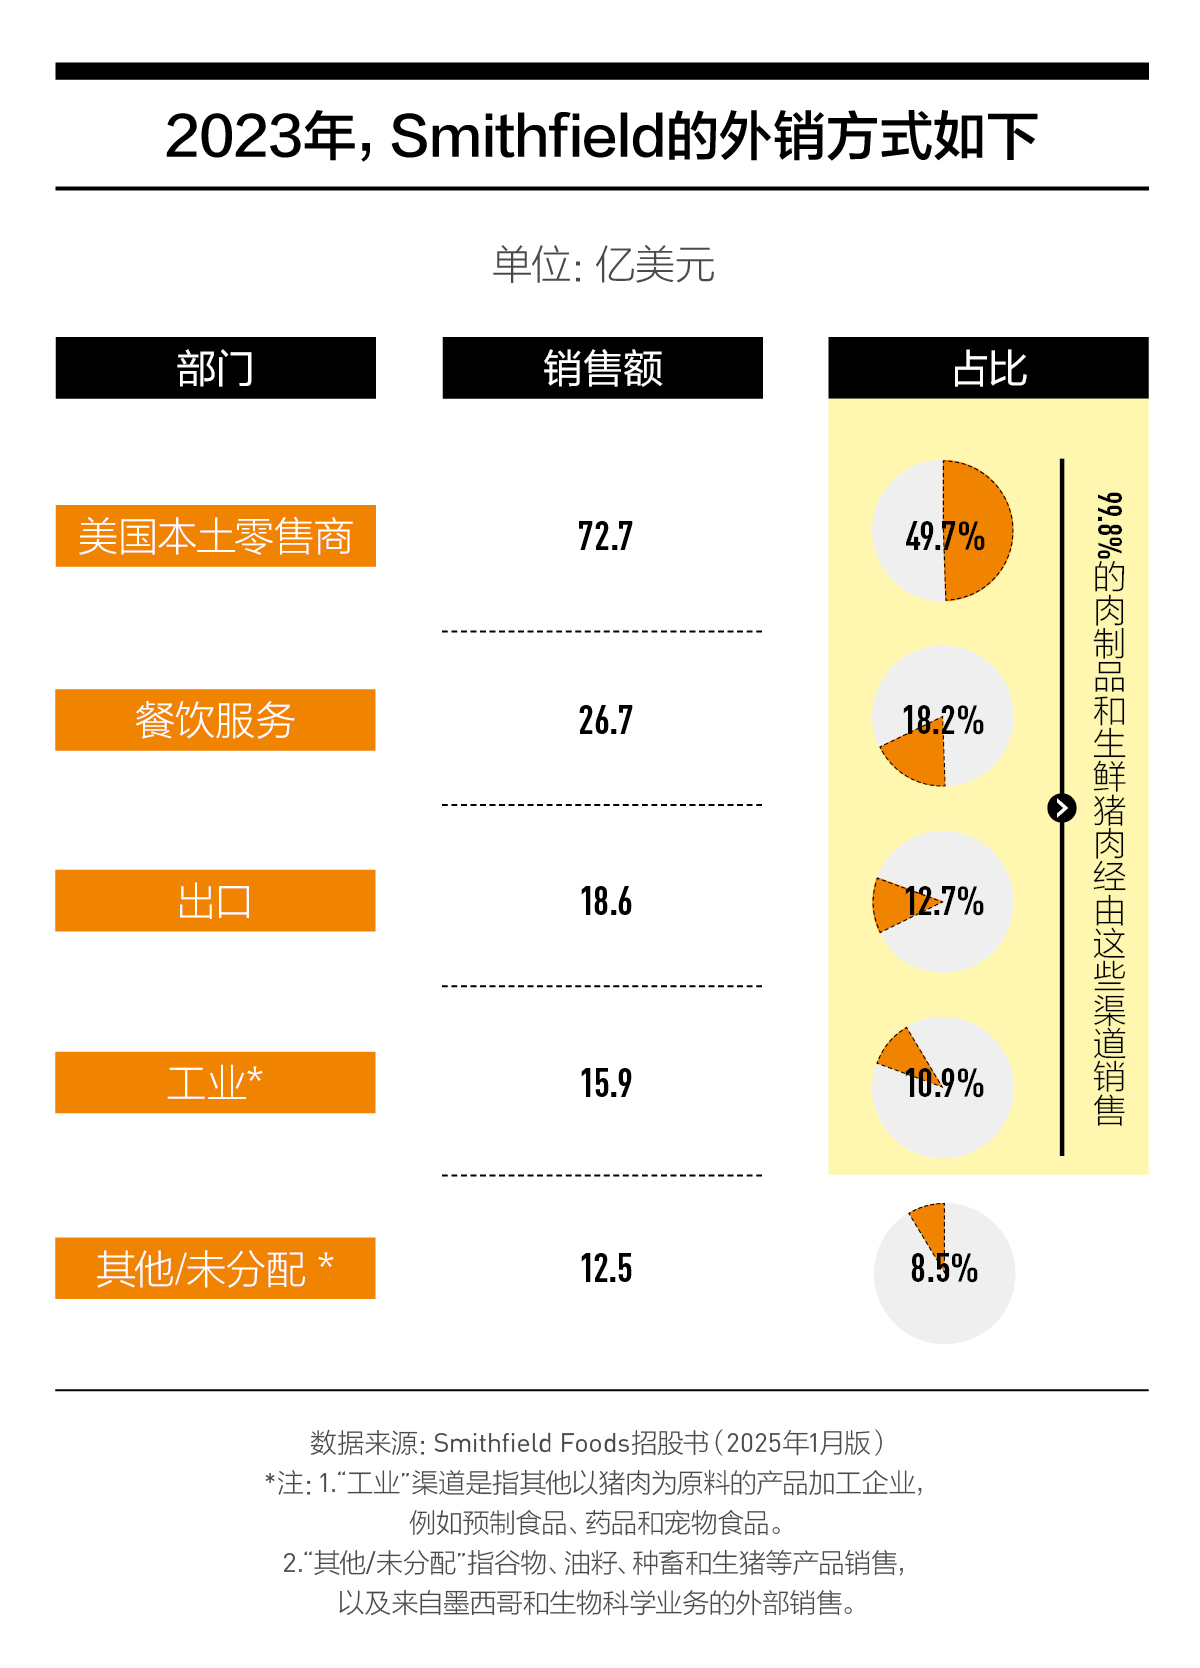 2023年，Smithfield的外销方式如下
单位：亿美元
部门 销售额 占比
美国本土零售商 72.7 49.7%
餐饮服务 26.7 18.2%
出口 18.6 12.7%
工业* 15.9 10.9%
其他/未分配 * 12.5 8.5%
99.8%的肉制品和生鲜猪肉经由这些渠道销售
数据来源：Smithfield Foods招股书（2025年1月版）
*注：1.“工业”渠道是指其他以猪肉为原料的产品加工企业，
例如预制食品、药品和宠物食品。
2.“其他/未分配”指谷物、油籽、种畜和生猪等产品销售，
以及来自墨西哥和生物科学业务的外部销售。